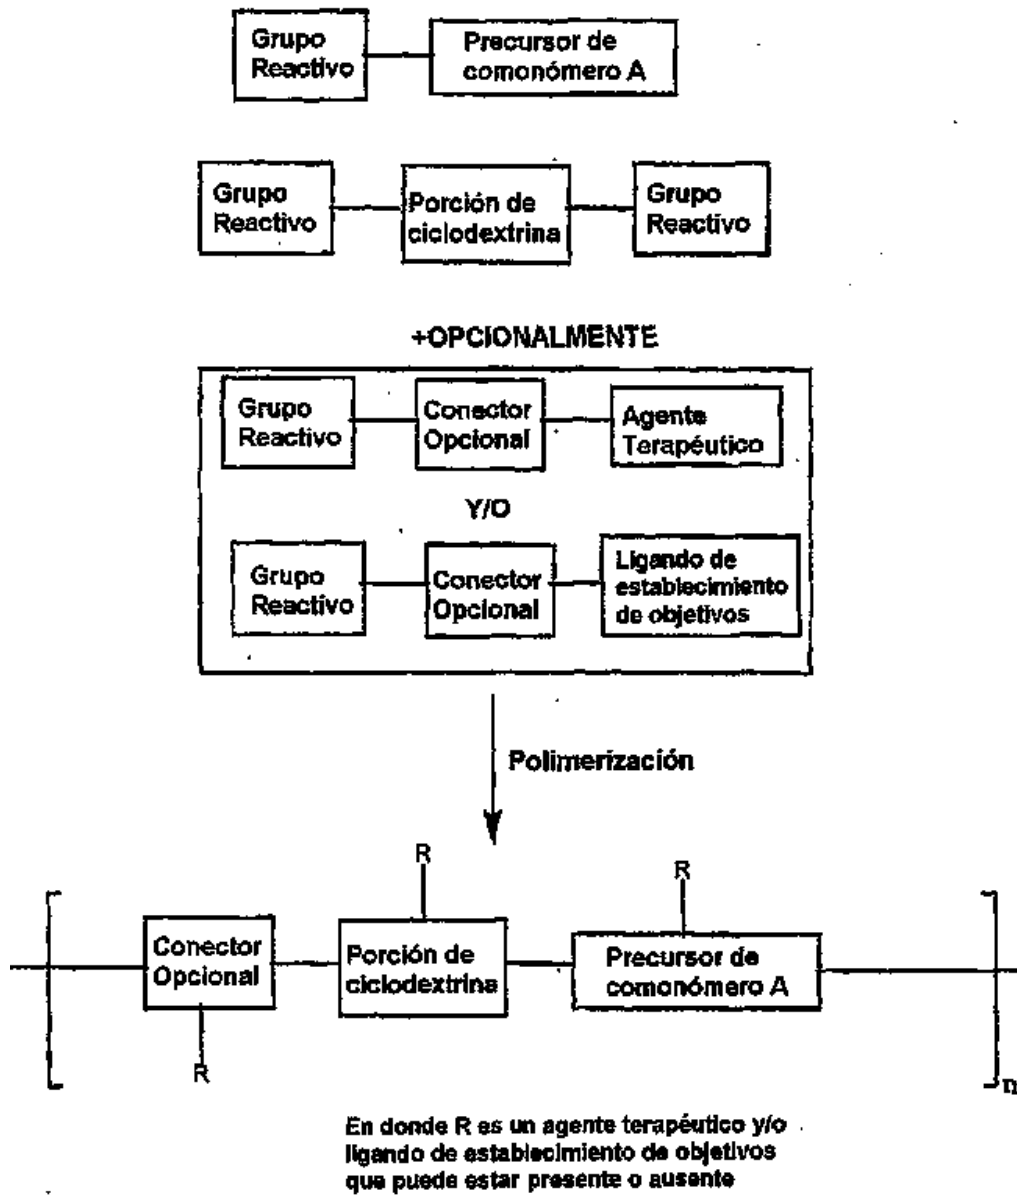 Grupo
Reactivo
Precursor de
comonómero A
Grupo
Reactivo
Porción de
ciclodextrina
Grupo
Reactivo
+OPCIONALMENTE
Grupo
Reactivo
Conector
Opcional
Agente
Terapéutico
Y/O
Grupo
Reactivo
Conector
Opcional
Ligando de
establecimiento
de objetivos
Polimerización
R
R
Conector
Opcional
Porción de
ciclodextrina
Precursor de
comonómero A
R
n
En donde R es un agente terapéutico y/o
ligando de establecimiento de objetivos
que puede estar presente o ausente